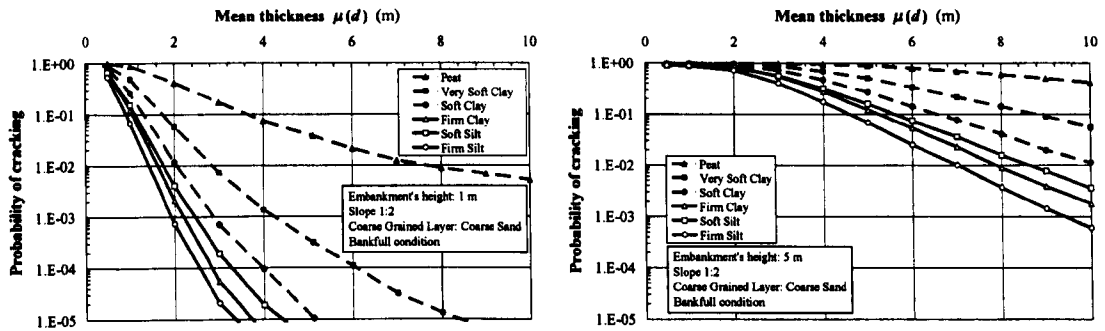 Mean thickness μ(d) (m)
0 2 4 6 8 10
1.E+00
1.E-01
1.E-02
1.E-03
1.E-04
1.E-05
Probability of cracking
Peat
Very Soft Clay
Soft Clay
Firm Clay
Soft Silt
Firm Silt
Embankment's height: 1 m
Slope 1:2
Coarse Grained Layer: Coarse Sand
Bankfull condition
Mean thickness μ(d) (m)
0 2 4 6 8 10
1.E+00
1.E-01
1.E-02
1.E-03
1.E-04
1.E-05
Probability of cracking
Peat
Very Soft Clay
Soft Clay
Firm Clay
Soft Silt
Firm Silt
Embankment's height: 5 m
Slope 1:2
Coarse Grained Layer: Coarse Sand
Bankfull condition